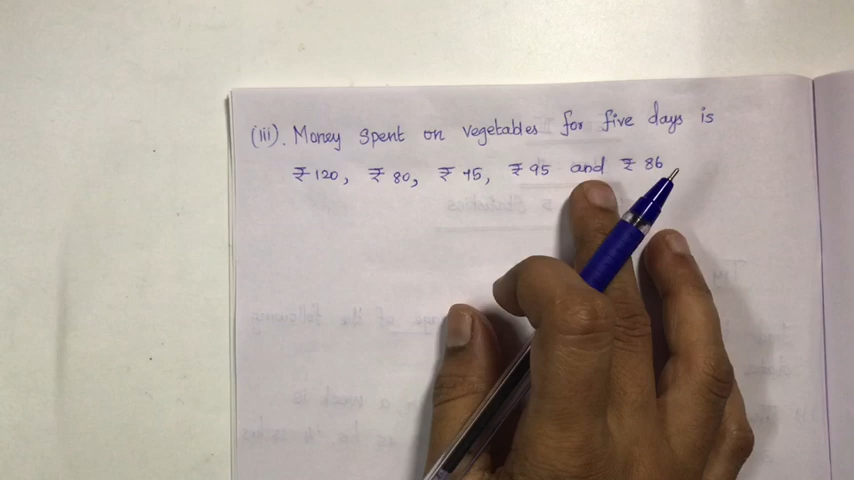 (iii). Money spent on vegetables for five days is
₹ 120, ₹ 80, ₹ 75, ₹ 95 and ₹ 86